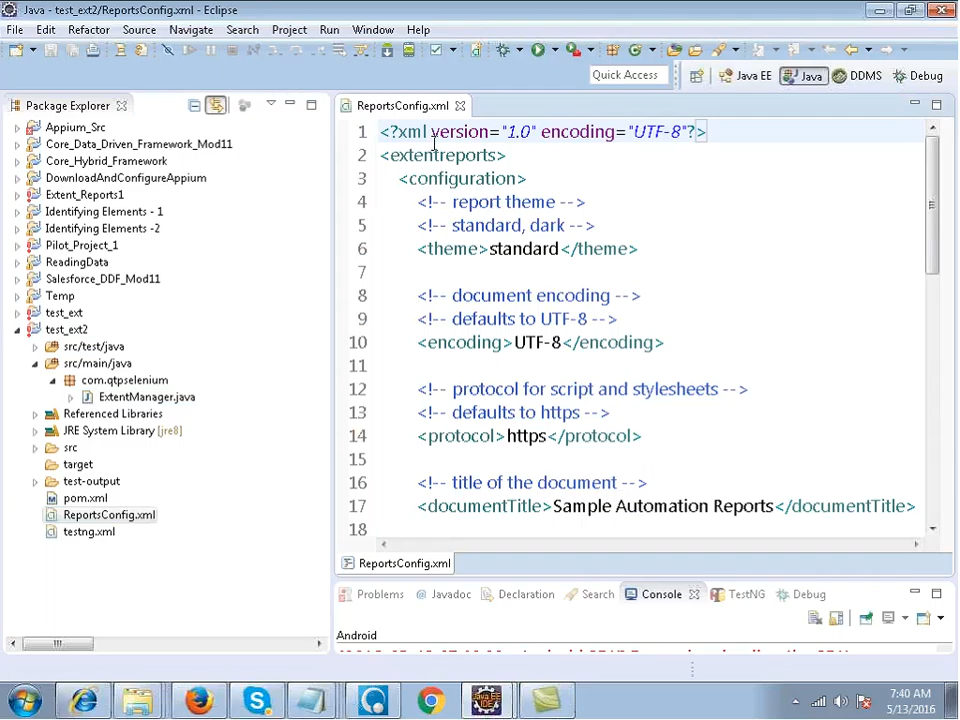 Java - test_ext2/ReportsConfig.xml - Eclipse
File Edit Refactor Source Navigate Search Project Run Window Help
Quick Access
Java EE
Java
DDMS
Debug
Package Explorer
Appium_Src
Core_Data_Driven_Framework_Mod11
Core_Hybrid_Framework
DownloadAndConfigureAppium
Extent_Reports1
Identifying Elements - 1
Identifying Elements -2
Pilot_Project_1
ReadingData
Salesforce_DDF_Mod11
Temp
test_ext
test_ext2
src/test/java
src/main/java
com.qtpselenium
ExtentManager.java
Referenced Libraries
JRE System Library [jre8]
src
target
test-output
pom.xml
ReportsConfig.xml
testng.xml
ReportsConfig.xml
1 <?xml version="1.0" encoding="UTF-8"?>
2 <extentreports>
3 <configuration>
4 <!-- report theme -->
5 <!-- standard, dark -->
6 <theme>standard</theme>
7
8 <!-- document encoding -->
9 <!-- defaults to UTF-8 -->
10 <encoding>UTF-8</encoding>
11
12 <!-- protocol for script and stylesheets -->
13 <!-- defaults to https -->
14 <protocol>https</protocol>
15
16 <!-- title of the document -->
17 <documentTitle>Sample Automation Reports</documentTitle>
18
ReportsConfig.xml
Problems @ Javadoc Declaration Search Console TestNG Debug
Android
7:40 AM
5/13/2016